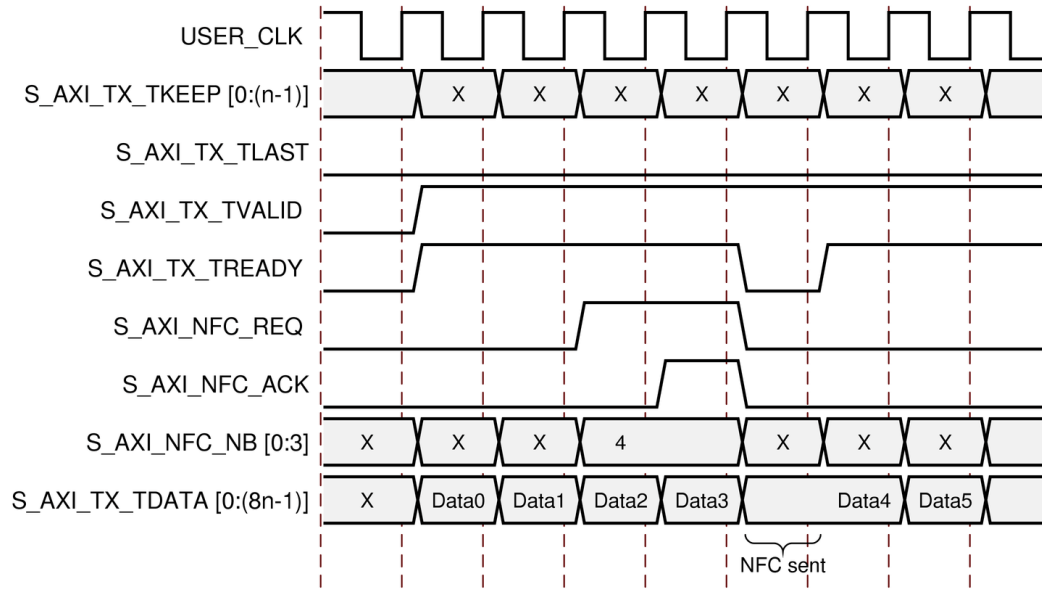 USER_CLK
S_AXI_TX_TKEEP [0:(n-1)] X X X X X X X
S_AXI_TX_TLAST
S_AXI_TX_TVALID
S_AXI_TX_TREADY
S_AXI_NFC_REQ
S_AXI_NFC_ACK
S_AXI_NFC_NB [0:3] X X X 4 X X X
S_AXI_TX_TDATA [0:(8n-1)] X Data0 Data1 Data2 Data3 Data4 Data5
NFC sent